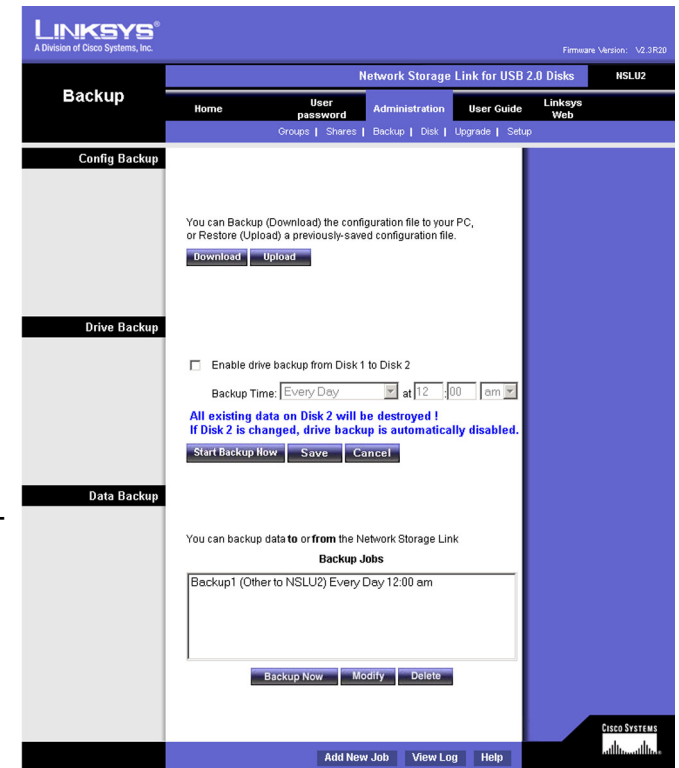 LINKSYS®
A Division of Cisco Systems, Inc.
Firmware Version: V2.3R20
Network Storage Link for USB 2.0 Disks
NSLU2
Backup
Home
User password
Administration
User Guide
Linksys Web
Groups | Shares | Backup | Disk | Upgrade | Setup
Config Backup
You can Backup (Download) the configuration file to your PC,
or Restore (Upload) a previously-saved configuration file.
Download Upload
Drive Backup
Enable drive backup from Disk 1 to Disk 2
Backup Time: Every Day at 12 : 00 am
All existing data on Disk 2 will be destroyed !
If Disk 2 is changed, drive backup is automatically disabled.
Start Backup Now Save Cancel
Data Backup
You can backup data to or from the Network Storage Link
Backup Jobs
Backup1 (Other to NSLU2) Every Day 12:00 am
Backup Now Modify Delete
CISCO SYSTEMS
Add New Job View Log Help